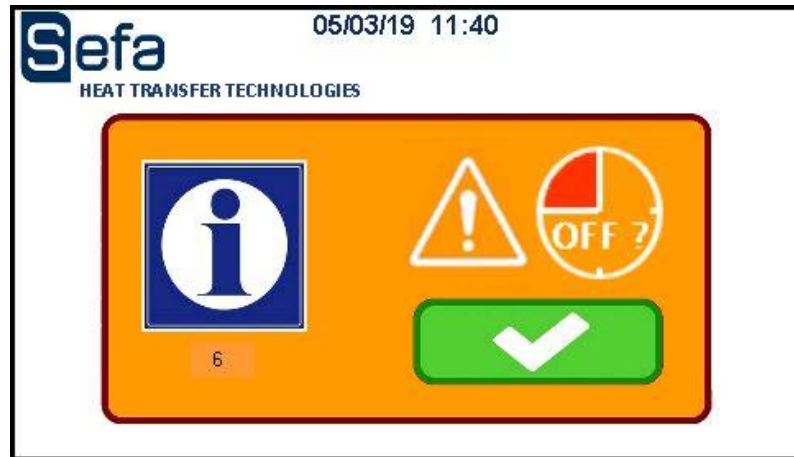 Sefa
05/03/19 11:40
HEAT TRANSFER TECHNOLOGIES
i
!
OFF ?
6